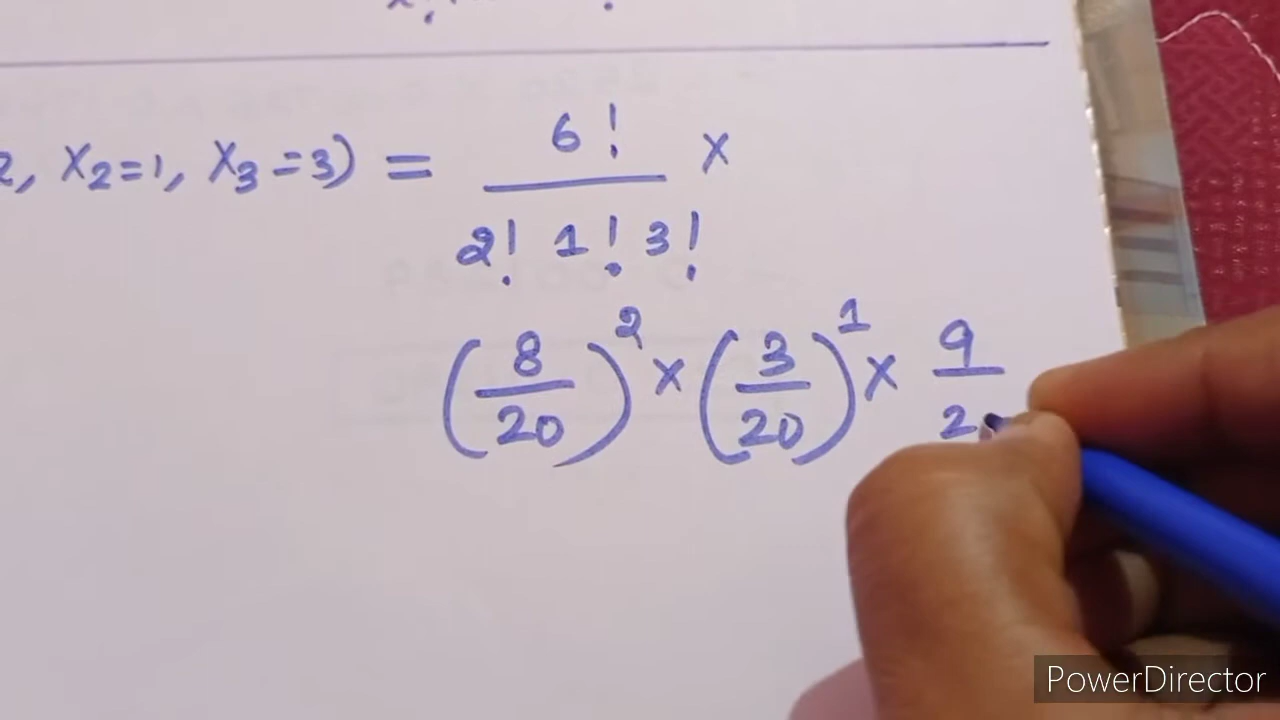 2, X2=1, X3=3) = 6! / 2! 1! 3! ×
(8/20)^2 × (3/20)^1 × 9/2
PowerDirector